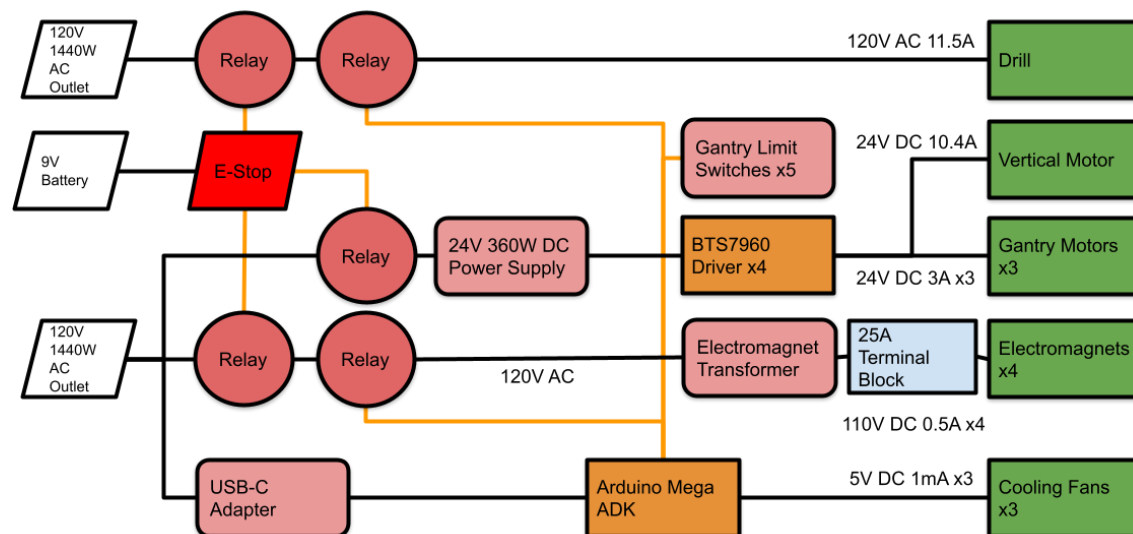 120V
1440W
AC
Outlet
Relay
Relay
120V AC 11.5A
Drill
9V
Battery
E-Stop
Gantry Limit
Switches x5
24V DC 10.4A
Vertical Motor
Relay
24V 360W DC
Power Supply
BTS7960
Driver x4
24V DC 3A x3
Gantry Motors
x3
120V
1440W
AC
Outlet
Relay
Relay
120V AC
Electromagnet
Transformer
25A
Terminal
Block
Electromagnets
x4
110V DC 0.5A x4
USB-C
Adapter
Arduino Mega
ADK
5V DC 1mA x3
Cooling Fans
x3